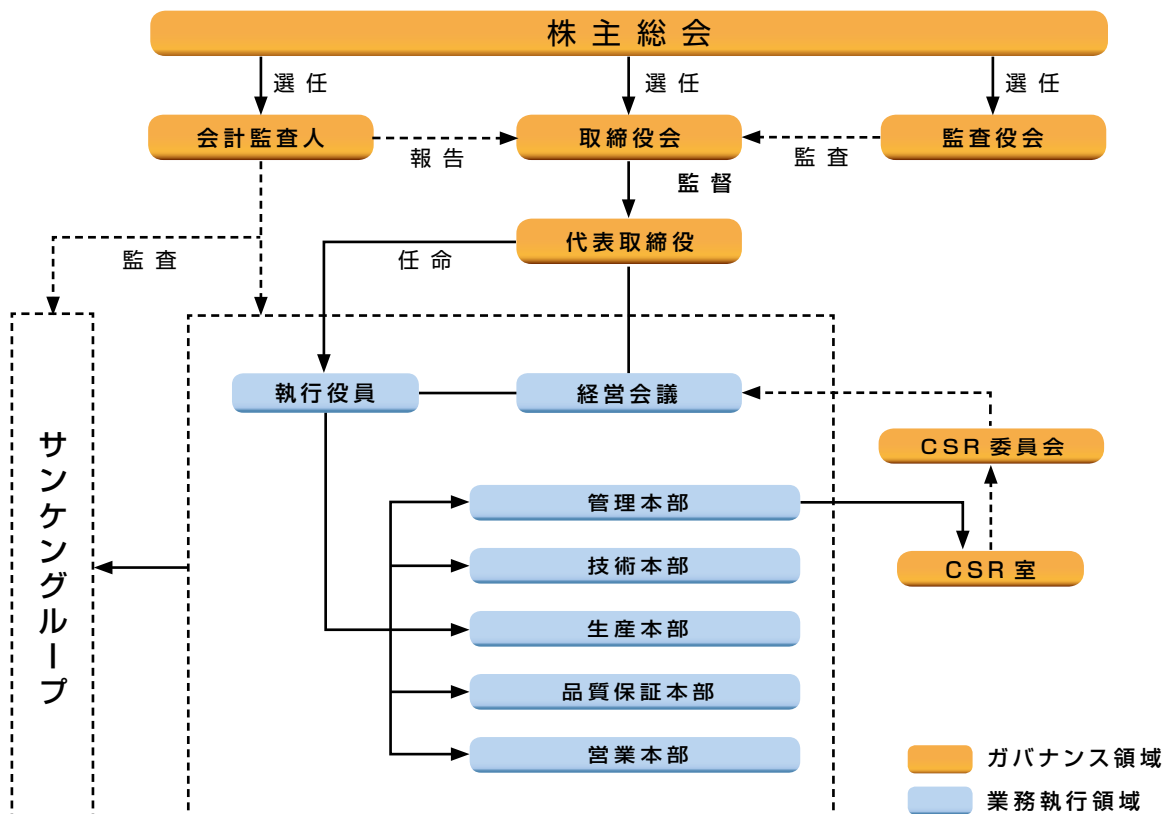 株主総会
選任
選任
選任
会計監査人
報告
取締役会
監査
監査役会
監督
代表取締役
監査
任命
執行役員
経営会議
CSR委員会
サンケングループ
管理本部
技術本部
CSR室
生産本部
品質保証本部
営業本部
ガバナンス領域
業務執行領域